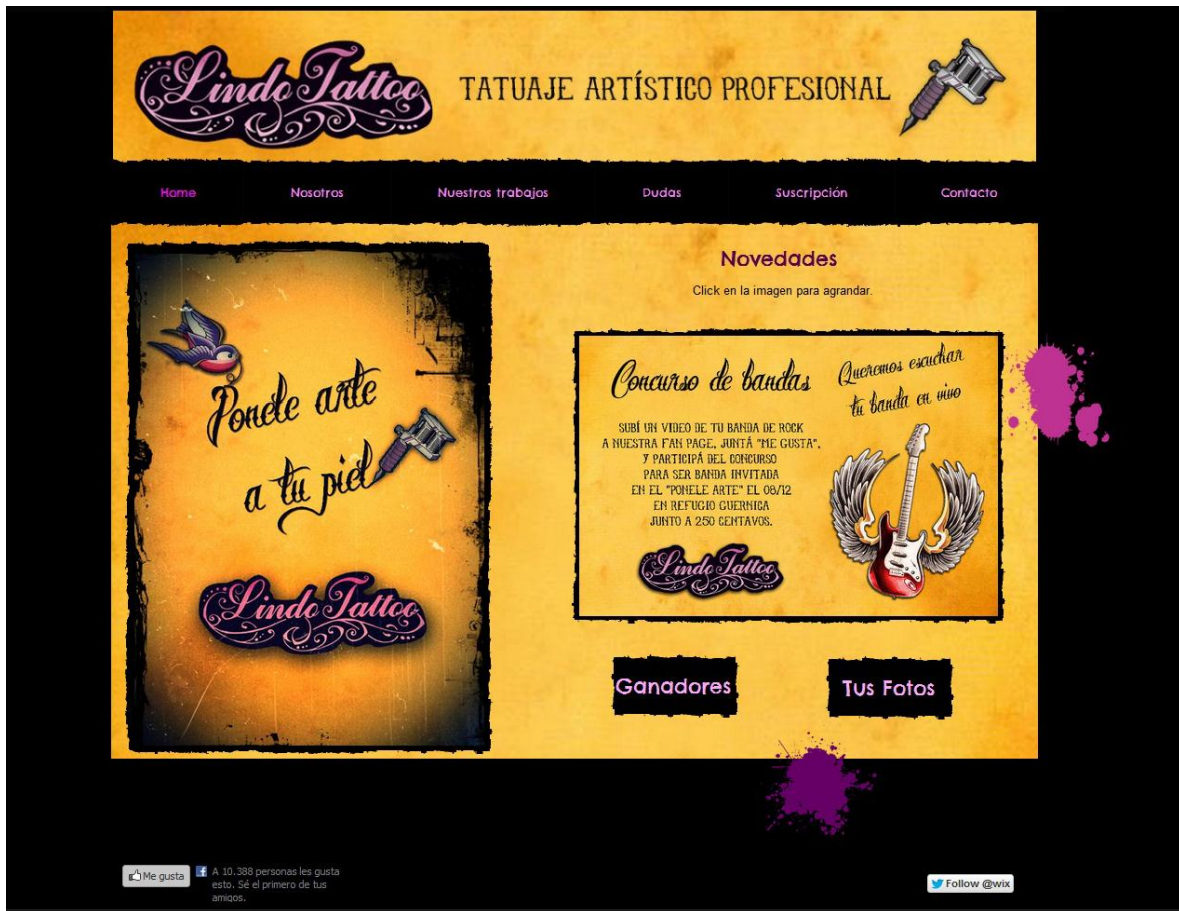 Lindo Tattoo
TATUAJE ARTÍSTICO PROFESIONAL
Home
Nosotros
Nuestros trabajos
Dudas
Suscripción
Contacto
Ponele arte
a tu piel
Lindo Tattoo
Novedades
Click en la imagen para agrandar.
Concurso de bandas
Queremos escuchar
tu banda en vivo
SUBÍ UN VIDEO DE TU BANDA DE ROCK
A NUESTRA FAN PAGE, JUNTÁ "ME GUSTA",
Y PARTICIPÁ DEL CONCURSO
PARA SER BANDA INVITADA
EN EL "PONELE ARTE" EL 08/12
EN REFUGIO GUERNICA
JUNTO A 250 CENTAVOS.
Lindo Tattoo
Ganadores
Tus Fotos
Me gusta
A 10.388 personas les gusta
esto. Sé el primero de tus
amigos.
Follow @wix